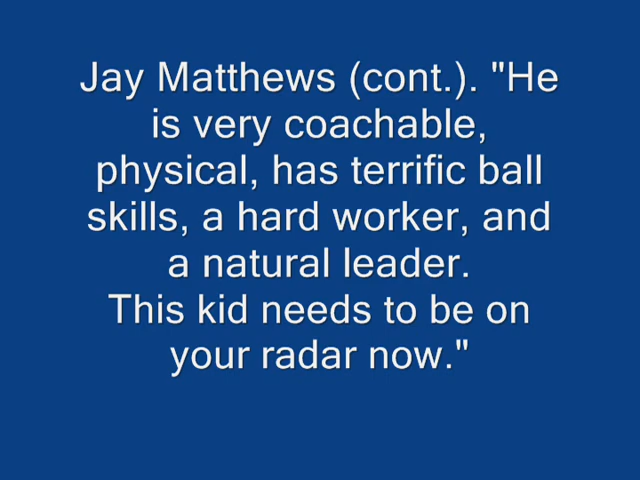 Jay Matthews (cont.). "He
is very coachable,
physical, has terrific ball
skills, a hard worker, and
a natural leader.
This kid needs to be on
your radar now."